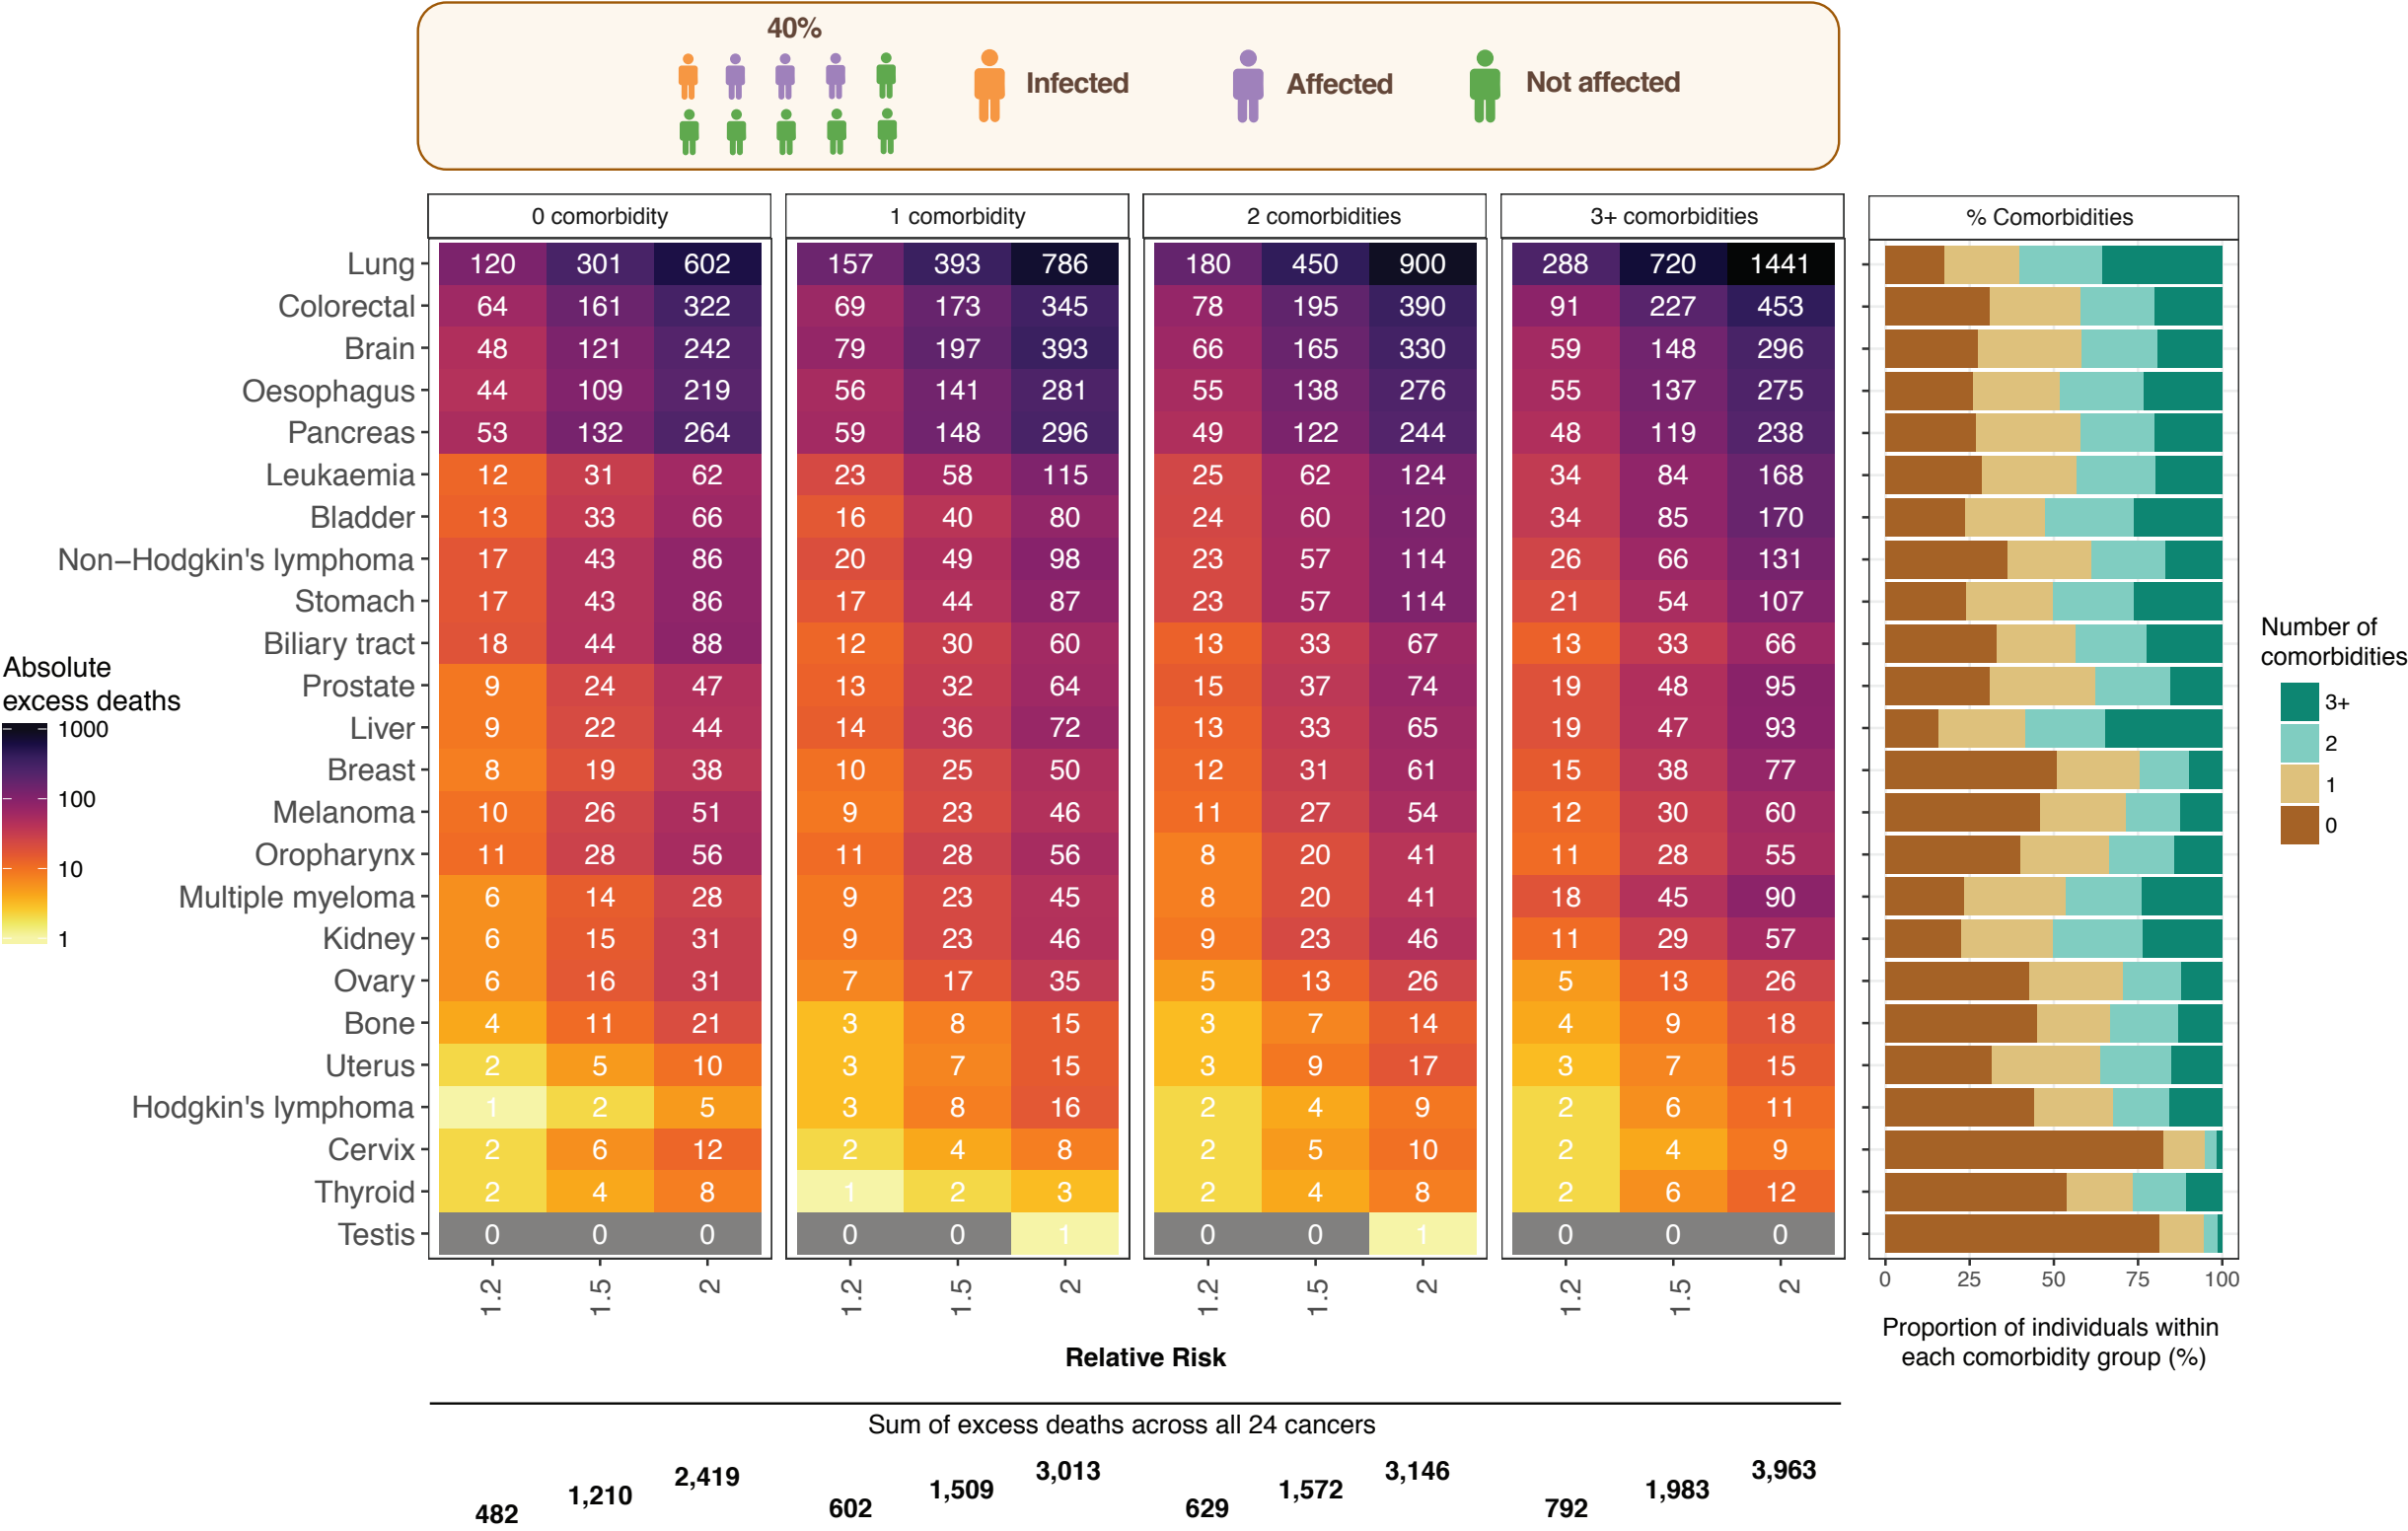 40%
Infected
Affected
Not affected
0 comorbidity
1 comorbidity
2 comorbidities
3+ comorbidities
% Comorbidities
Lung 120 301 602 157 393 786 180 450 900 288 720 1441
Colorectal 64 161 322 69 173 345 78 195 390 91 227 453
Brain 48 121 242 79 197 393 66 165 330 59 148 296
Oesophagus 44 109 219 56 141 281 55 138 276 55 137 275
Pancreas 53 132 264 59 148 296 49 122 244 48 119 238
Leukaemia 12 31 62 23 58 115 25 62 124 34 84 168
Bladder 13 33 66 16 40 80 24 60 120 34 85 170
Non−Hodgkin's lymphoma 17 43 86 20 49 98 23 57 114 26 66 131
Stomach 17 43 86 17 44 87 23 57 114 21 54 107
Biliary tract 18 44 88 12 30 60 13 33 67 13 33 66
Prostate 9 24 47 13 32 64 15 37 74 19 48 95
Liver 9 22 44 14 36 72 13 33 65 19 47 93
Breast 8 19 38 10 25 50 12 31 61 15 38 77
Melanoma 10 26 51 9 23 46 11 27 54 12 30 60
Oropharynx 11 28 56 11 28 56 8 20 41 11 28 55
Multiple myeloma 6 14 28 9 23 45 8 20 41 18 45 90
Kidney 6 15 31 9 23 46 9 23 46 11 29 57
Ovary 6 16 31 7 17 35 5 13 26 5 13 26
Bone 4 11 21 3 8 15 3 7 14 4 9 18
Uterus 2 5 10 3 7 15 3 9 17 3 7 15
Hodgkin's lymphoma 1 2 5 3 8 16 2 4 9 2 6 11
Cervix 2 6 12 2 4 8 2 5 10 2 4 9
Thyroid 2 4 8 1 2 3 2 4 8 2 6 12
Testis 0 0 0 0 0 1 0 0 1 0 0 0
1.2 1.5 2 1.2 1.5 2 1.2 1.5 2 1.2 1.5 2
0 25 50 75 100
Relative Risk
Proportion of individuals within
each comorbidity group (%)
Absolute
excess deaths
1000
100
10
1
Number of
comorbidities
3+
2
1
0
Sum of excess deaths across all 24 cancers
482 1,210 2,419 602 1,509 3,013 629 1,572 3,146 792 1,983 3,963